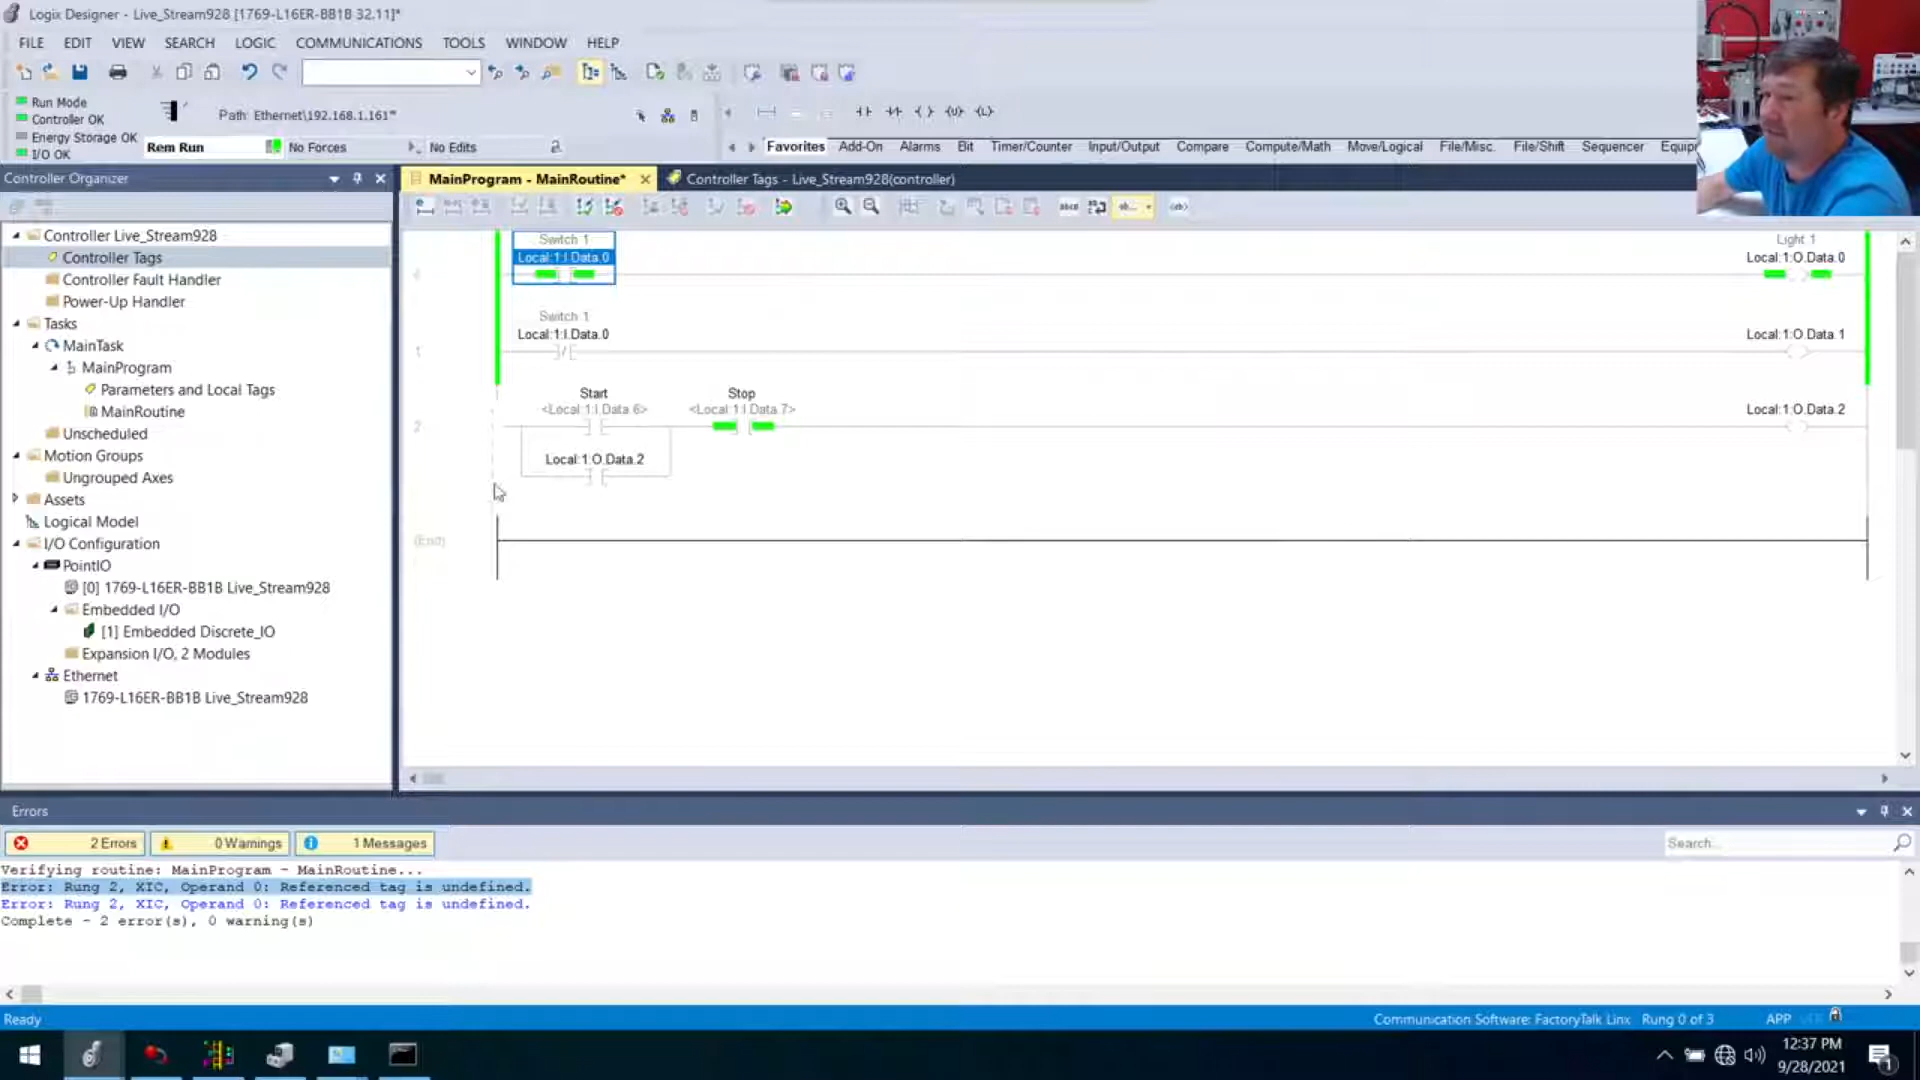 Logix Designer - Live_Stream928 [1769-L16ER-BB1B 32.11]*
FILE EDIT VIEW SEARCH LOGIC COMMUNICATIONS TOOLS WINDOW HELP
Run Mode
Controller OK
Energy Storage OK
I/O OK
Path: Ethernet\192.168.1.161*
Rem Run No Forces No Edits
Favorites Add-On Alarms Bit Timer/Counter Input/Output Compare Compute/Math Move/Logical File/Misc. File/Shift Sequencer Equip
Controller Organizer
MainProgram - MainRoutine*
Controller Tags - Live_Stream928(controller)
Controller Live_Stream928
Controller Tags
Controller Fault Handler
Power-Up Handler
Tasks
MainTask
MainProgram
Parameters and Local Tags
MainRoutine
Unscheduled
Motion Groups
Ungrouped Axes
Assets
Logical Model
I/O Configuration
PointIO
[0] 1769-L16ER-BB1B Live_Stream928
Embedded I/O
[1] Embedded Discrete_IO
Expansion I/O, 2 Modules
Ethernet
1769-L16ER-BB1B Live_Stream928
Switch 1
Local:1:I.Data.0
Light 1
Local:1:O.Data.0
Switch 1
Local:1:I.Data.0
Local:1:O.Data.1
1
Start
<Local:1:I.Data.6>
Stop
<Local:1:I.Data.7>
Local:1:O.Data.2
2
Local:1:O.Data.2
(End)
Errors
2 Errors 0 Warnings 1 Messages
Search...
Verifying routine: MainProgram - MainRoutine...
Error: Rung 2, XIC, Operand 0: Referenced tag is undefined.
Error: Rung 2, XIC, Operand 0: Referenced tag is undefined.
Complete - 2 error(s), 0 warning(s)
Ready
Communication Software: FactoryTalk Linx Rung 0 of 3 APP
12:37 PM
9/28/2021
1